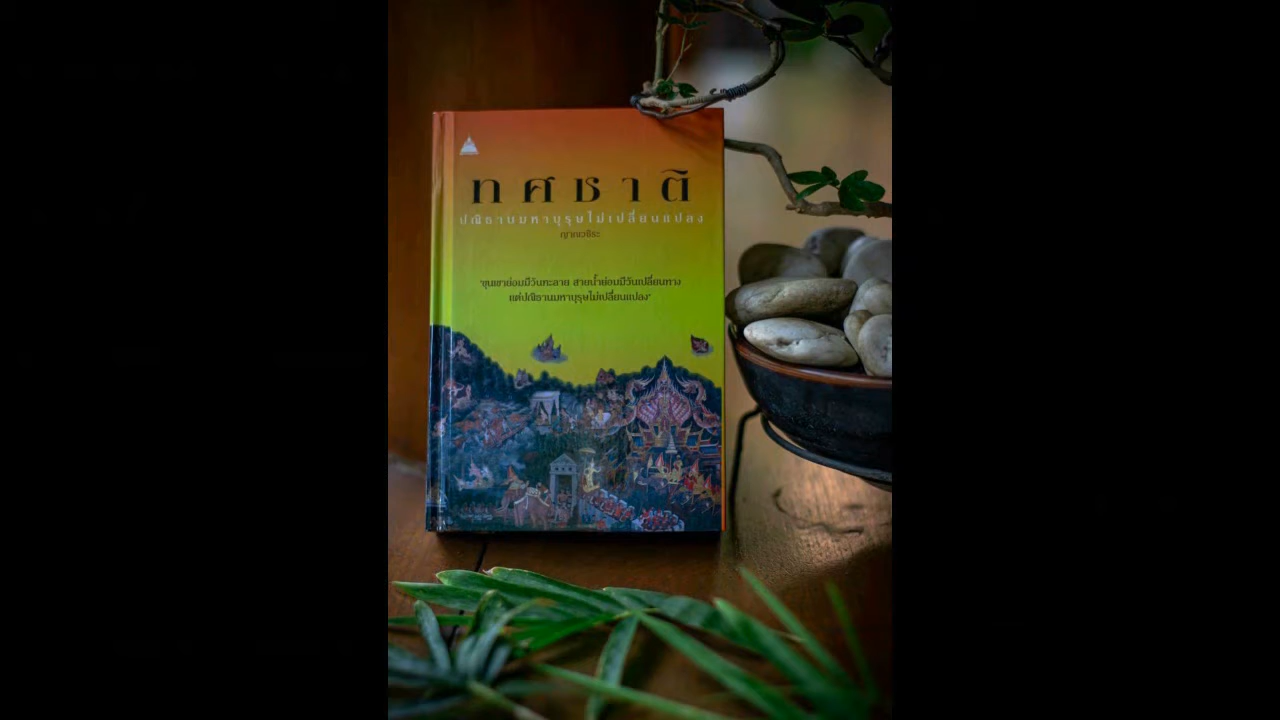 ทศชาติ
ปณิธานมหาบุรุษไม่เปลี่ยนแปลง
ญาณวชิระ
"ขุนเขาย่อมมีวันทะลาย สายน้ำย่อมมีวันเปลี่ยนทาง
แต่ปณิธานมหาบุรุษไม่เปลี่ยนแปลง"